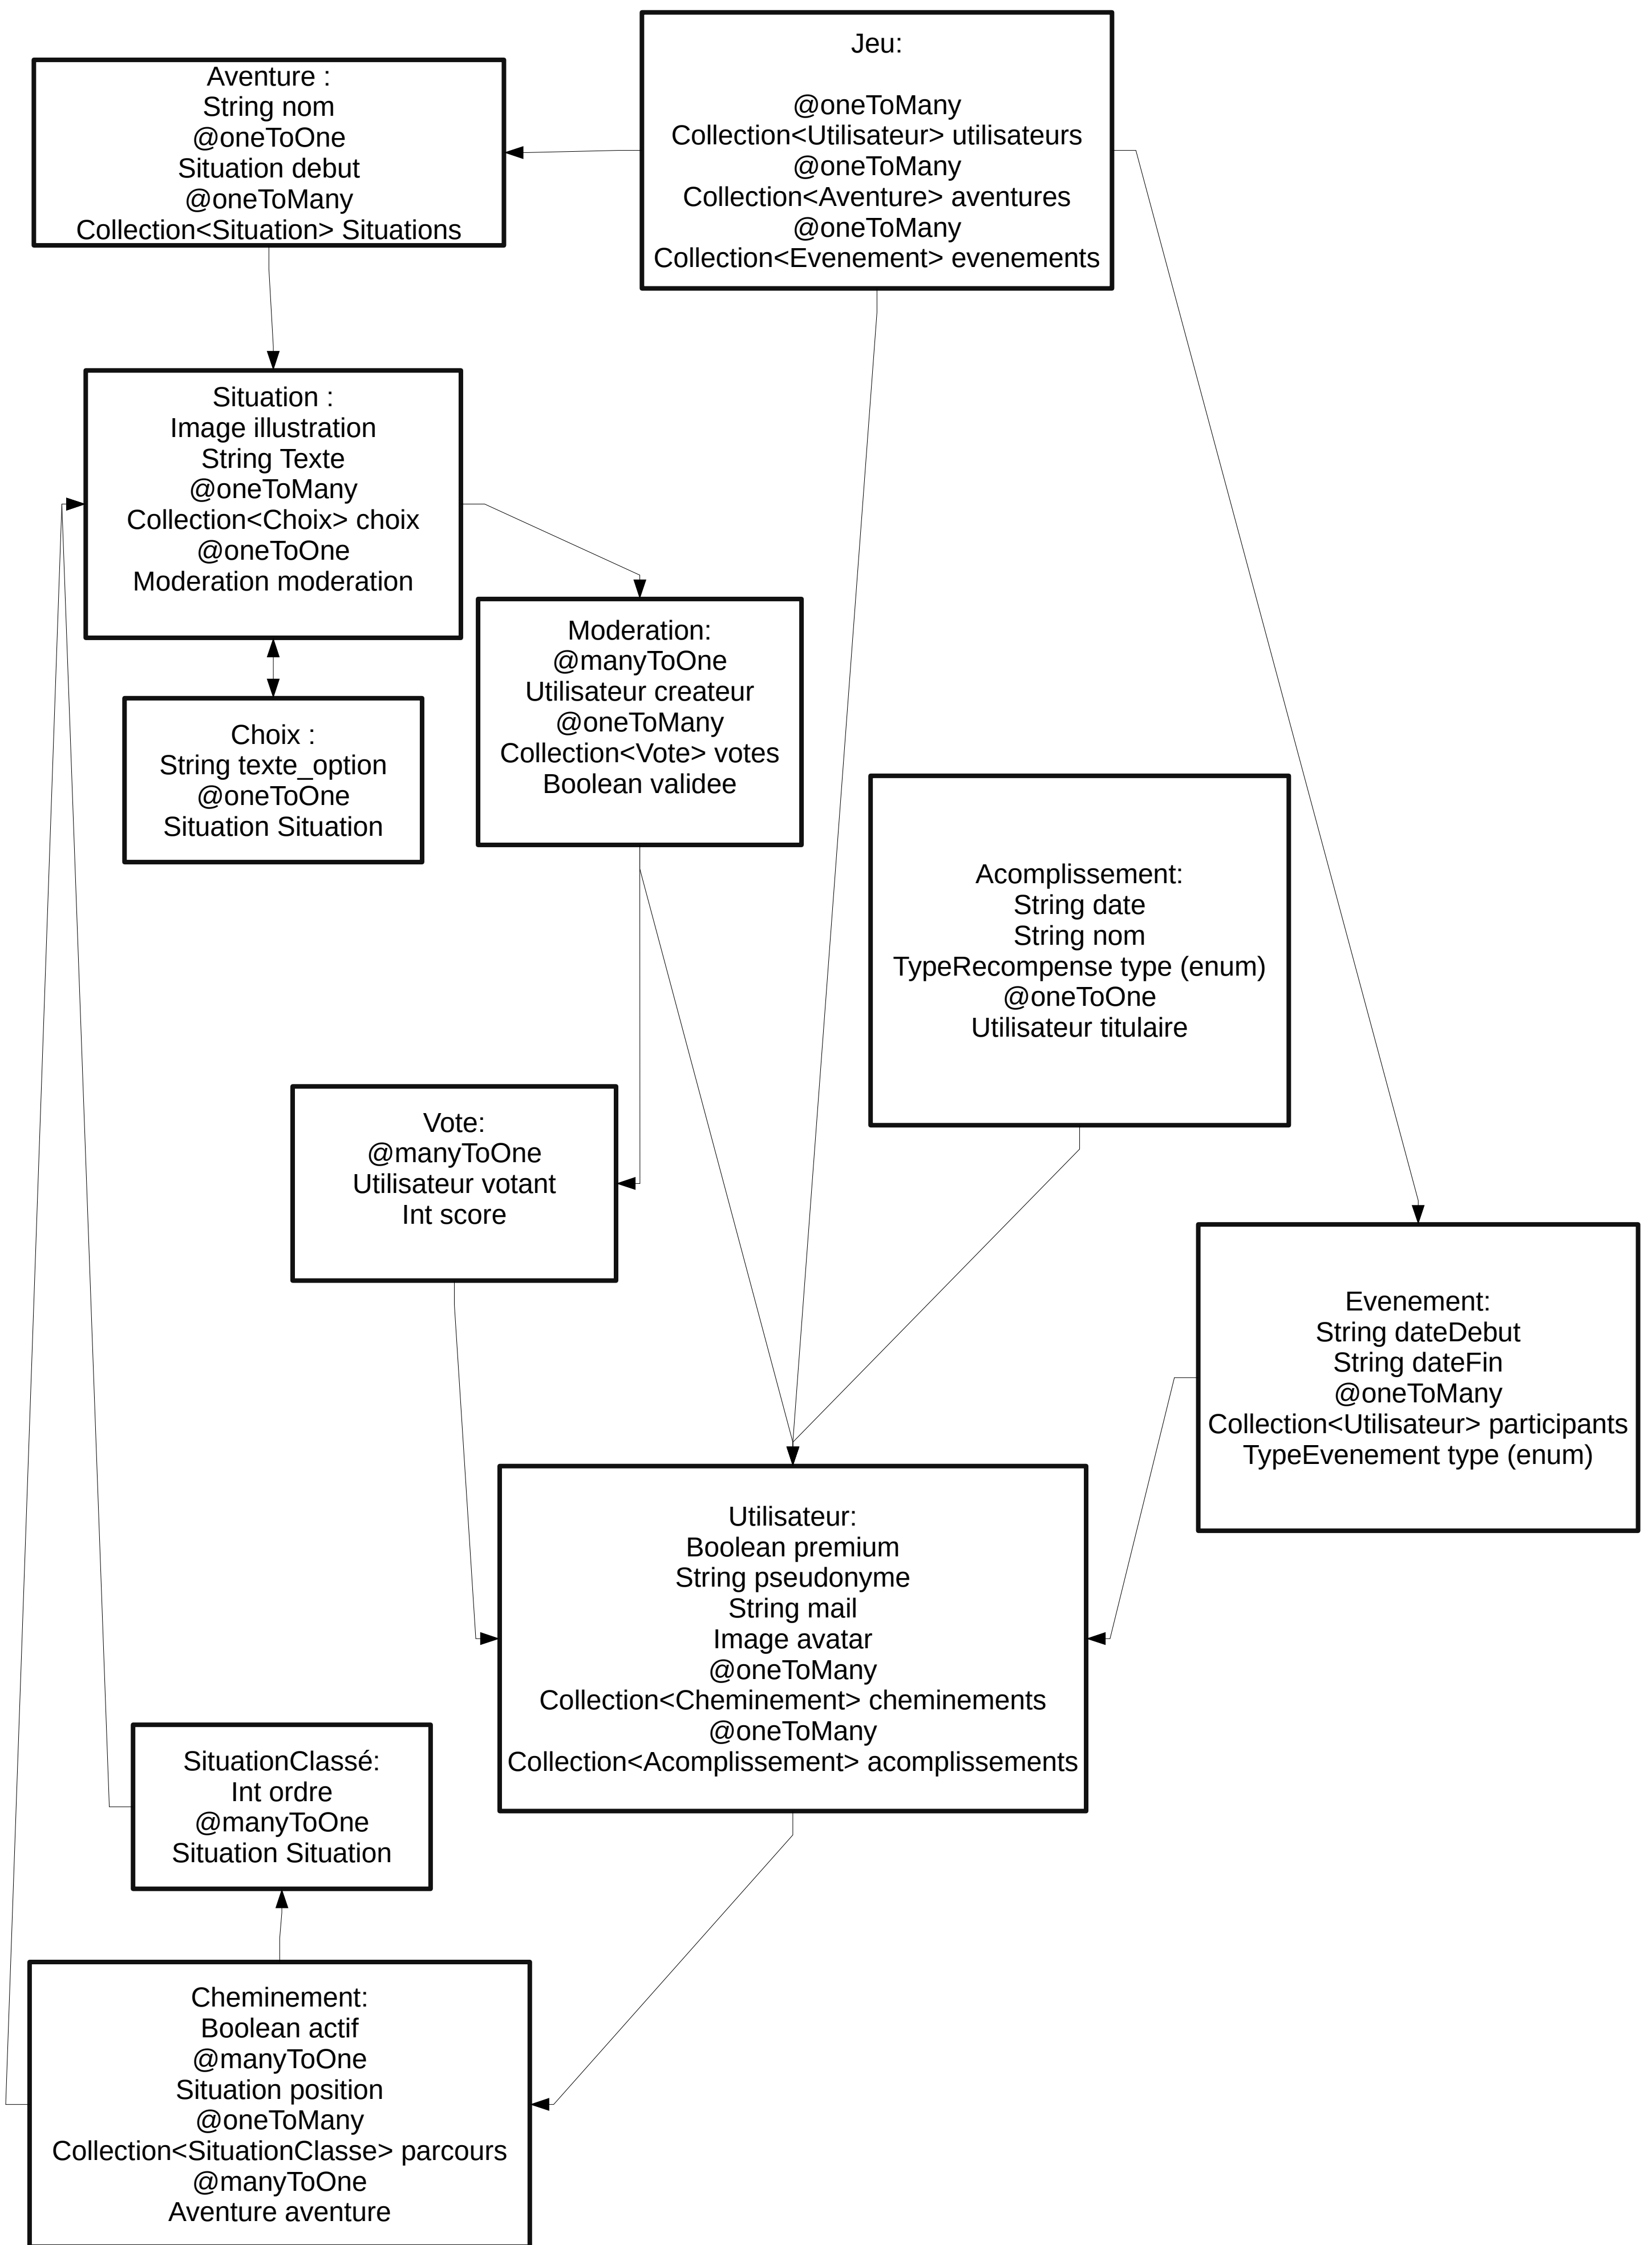 Jeu:
@oneToMany
Collection<Utilisateur> utilisateurs
@oneToMany
Collection<Aventure> aventures
@oneToMany
Collection<Evenement> evenements
Aventure :
String nom
@oneToOne
Situation debut
@oneToMany
Collection<Situation> Situations
Situation :
Image illustration
String Texte
@oneToMany
Collection<Choix> choix
@oneToOne
Moderation moderation
Moderation:
@manyToOne
Utilisateur createur
@oneToMany
Collection<Vote> votes
Boolean validee
Choix :
String texte_option
@oneToOne
Situation Situation
Acomplissement:
String date
String nom
TypeRecompense type (enum)
@oneToOne
Utilisateur titulaire
Vote:
@manyToOne
Utilisateur votant
Int score
Evenement:
String dateDebut
String dateFin
@oneToMany
Collection<Utilisateur> participants
TypeEvenement type (enum)
Utilisateur:
Boolean premium
String pseudonyme
String mail
Image avatar
@oneToMany
Collection<Cheminement> cheminements
@oneToMany
Collection<Acomplissement> acomplissements
SituationClassé:
Int ordre
@manyToOne
Situation Situation
Cheminement:
Boolean actif
@manyToOne
Situation position
@oneToMany
Collection<SituationClasse> parcours
@manyToOne
Aventure aventure